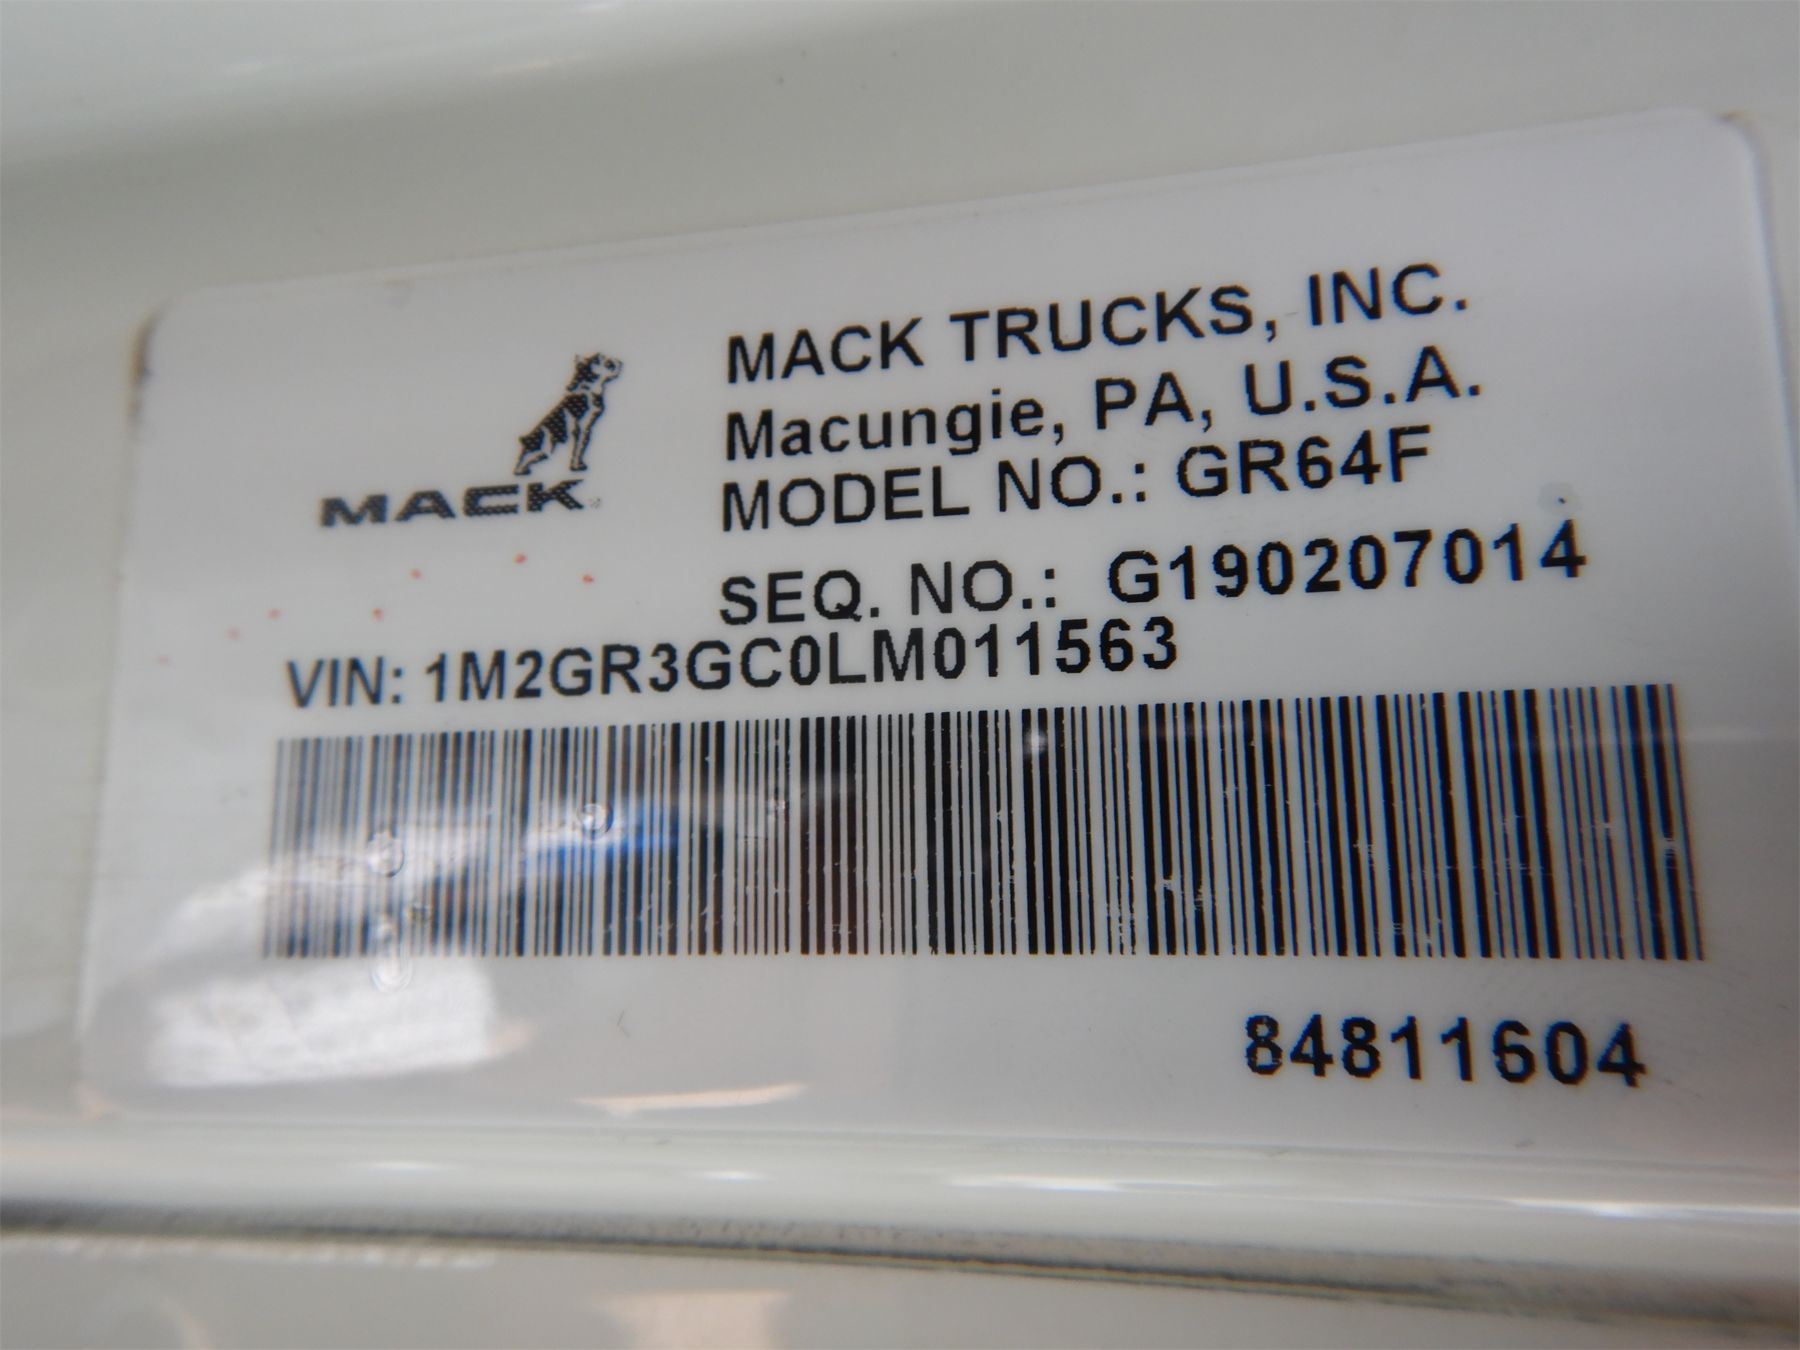 MACK TRUCKS, INC.
Macungie, PA, U.S.A.
MACK
MODEL NO.: GR64F
SEQ. NO.: G190207014
VIN: 1M2GR3GC0LM011563
84811604